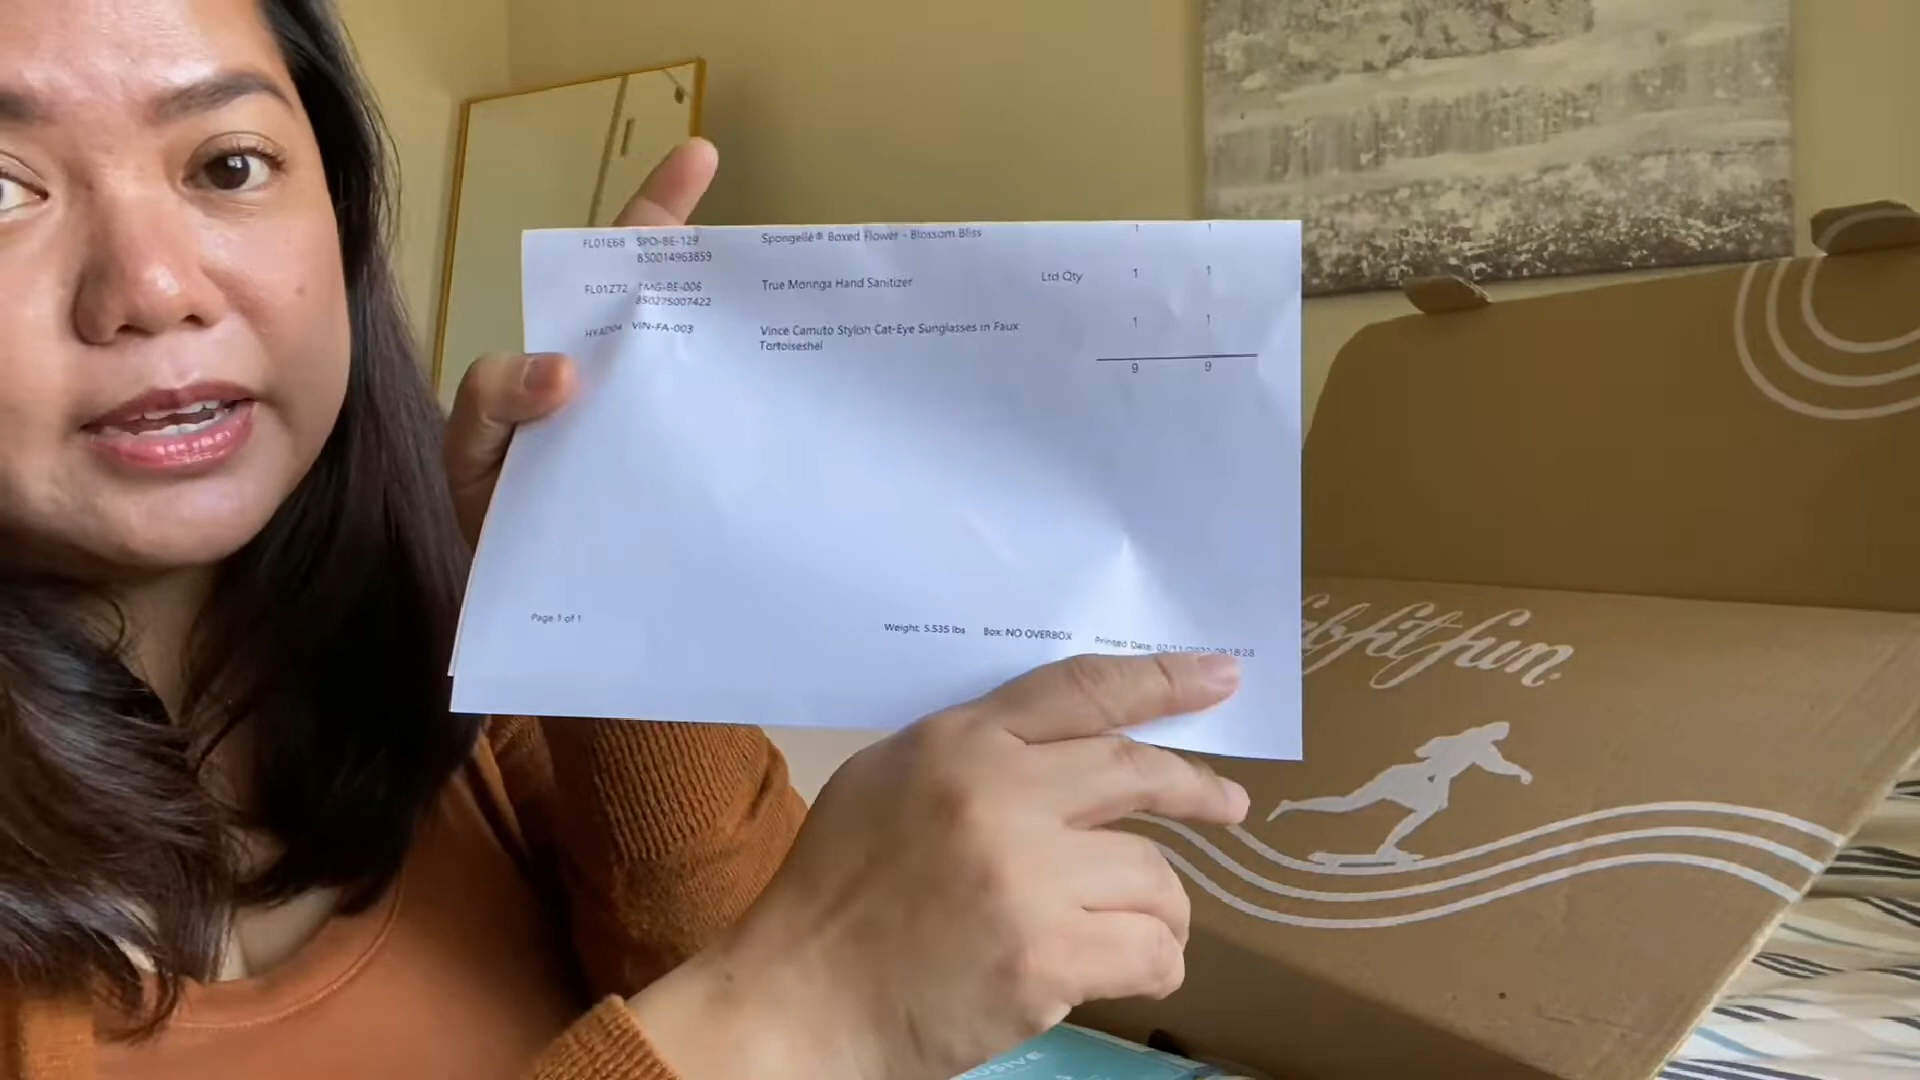 FL01E68 SPO-BE-129 Spongellé® Boxed Flower - Blossom Bliss 1 1
850014963859
FL01Z72 TMG-BE-006 True Moringa Hand Sanitizer Ltd Qty 1 1
850275007422
VIN-FA-003 Vince Camuto Stylish Cat-Eye Sunglasses in Faux 1 1
Tortoiseshel
9 9
Page 1 of 1 Weight: 5.535 lbs Box: NO OVERBOX Printed Date:
fabfitfun.